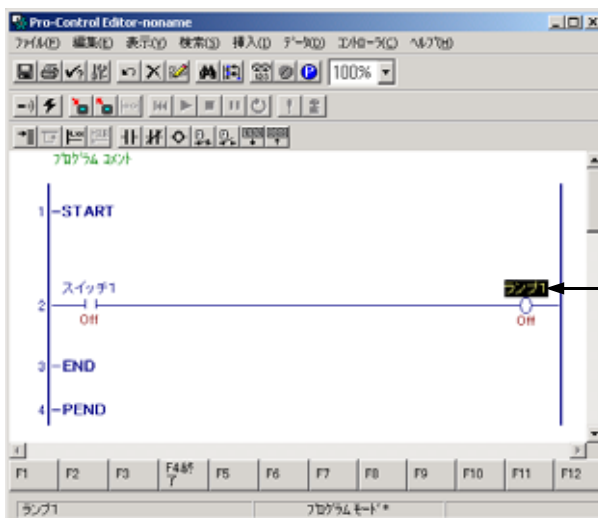 Pro-Control Editor-noname
ファイル(F) 編集(E) 表示(V) 検索(S) 挿入(I) データ(D) コントローラ(C) ヘルプ(H)
100%
プログラム コメント
1 START
スイッチ1 ランプ1
2
Off Off
3 END
4 PEND
F1 F2 F3 F4終了 F5 F6 F7 F8 F9 F10 F11 F12
ランプ1 プログラム モード*